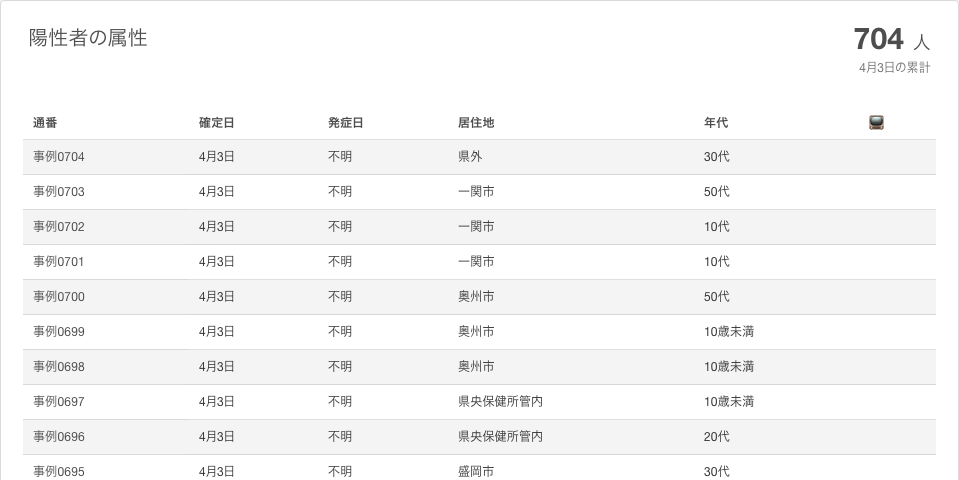 陽性者の属性
704 人
4月3日の累計
通番 確定日 発症日 居住地 年代
事例0704 4月3日 不明 県外 30代
事例0703 4月3日 不明 一関市 50代
事例0702 4月3日 不明 一関市 10代
事例0701 4月3日 不明 一関市 10代
事例0700 4月3日 不明 奥州市 50代
事例0699 4月3日 不明 奥州市 10歳未満
事例0698 4月3日 不明 奥州市 10歳未満
事例0697 4月3日 不明 県央保健所管内 10歳未満
事例0696 4月3日 不明 県央保健所管内 20代
事例0695 4月3日 不明 盛岡市 30代